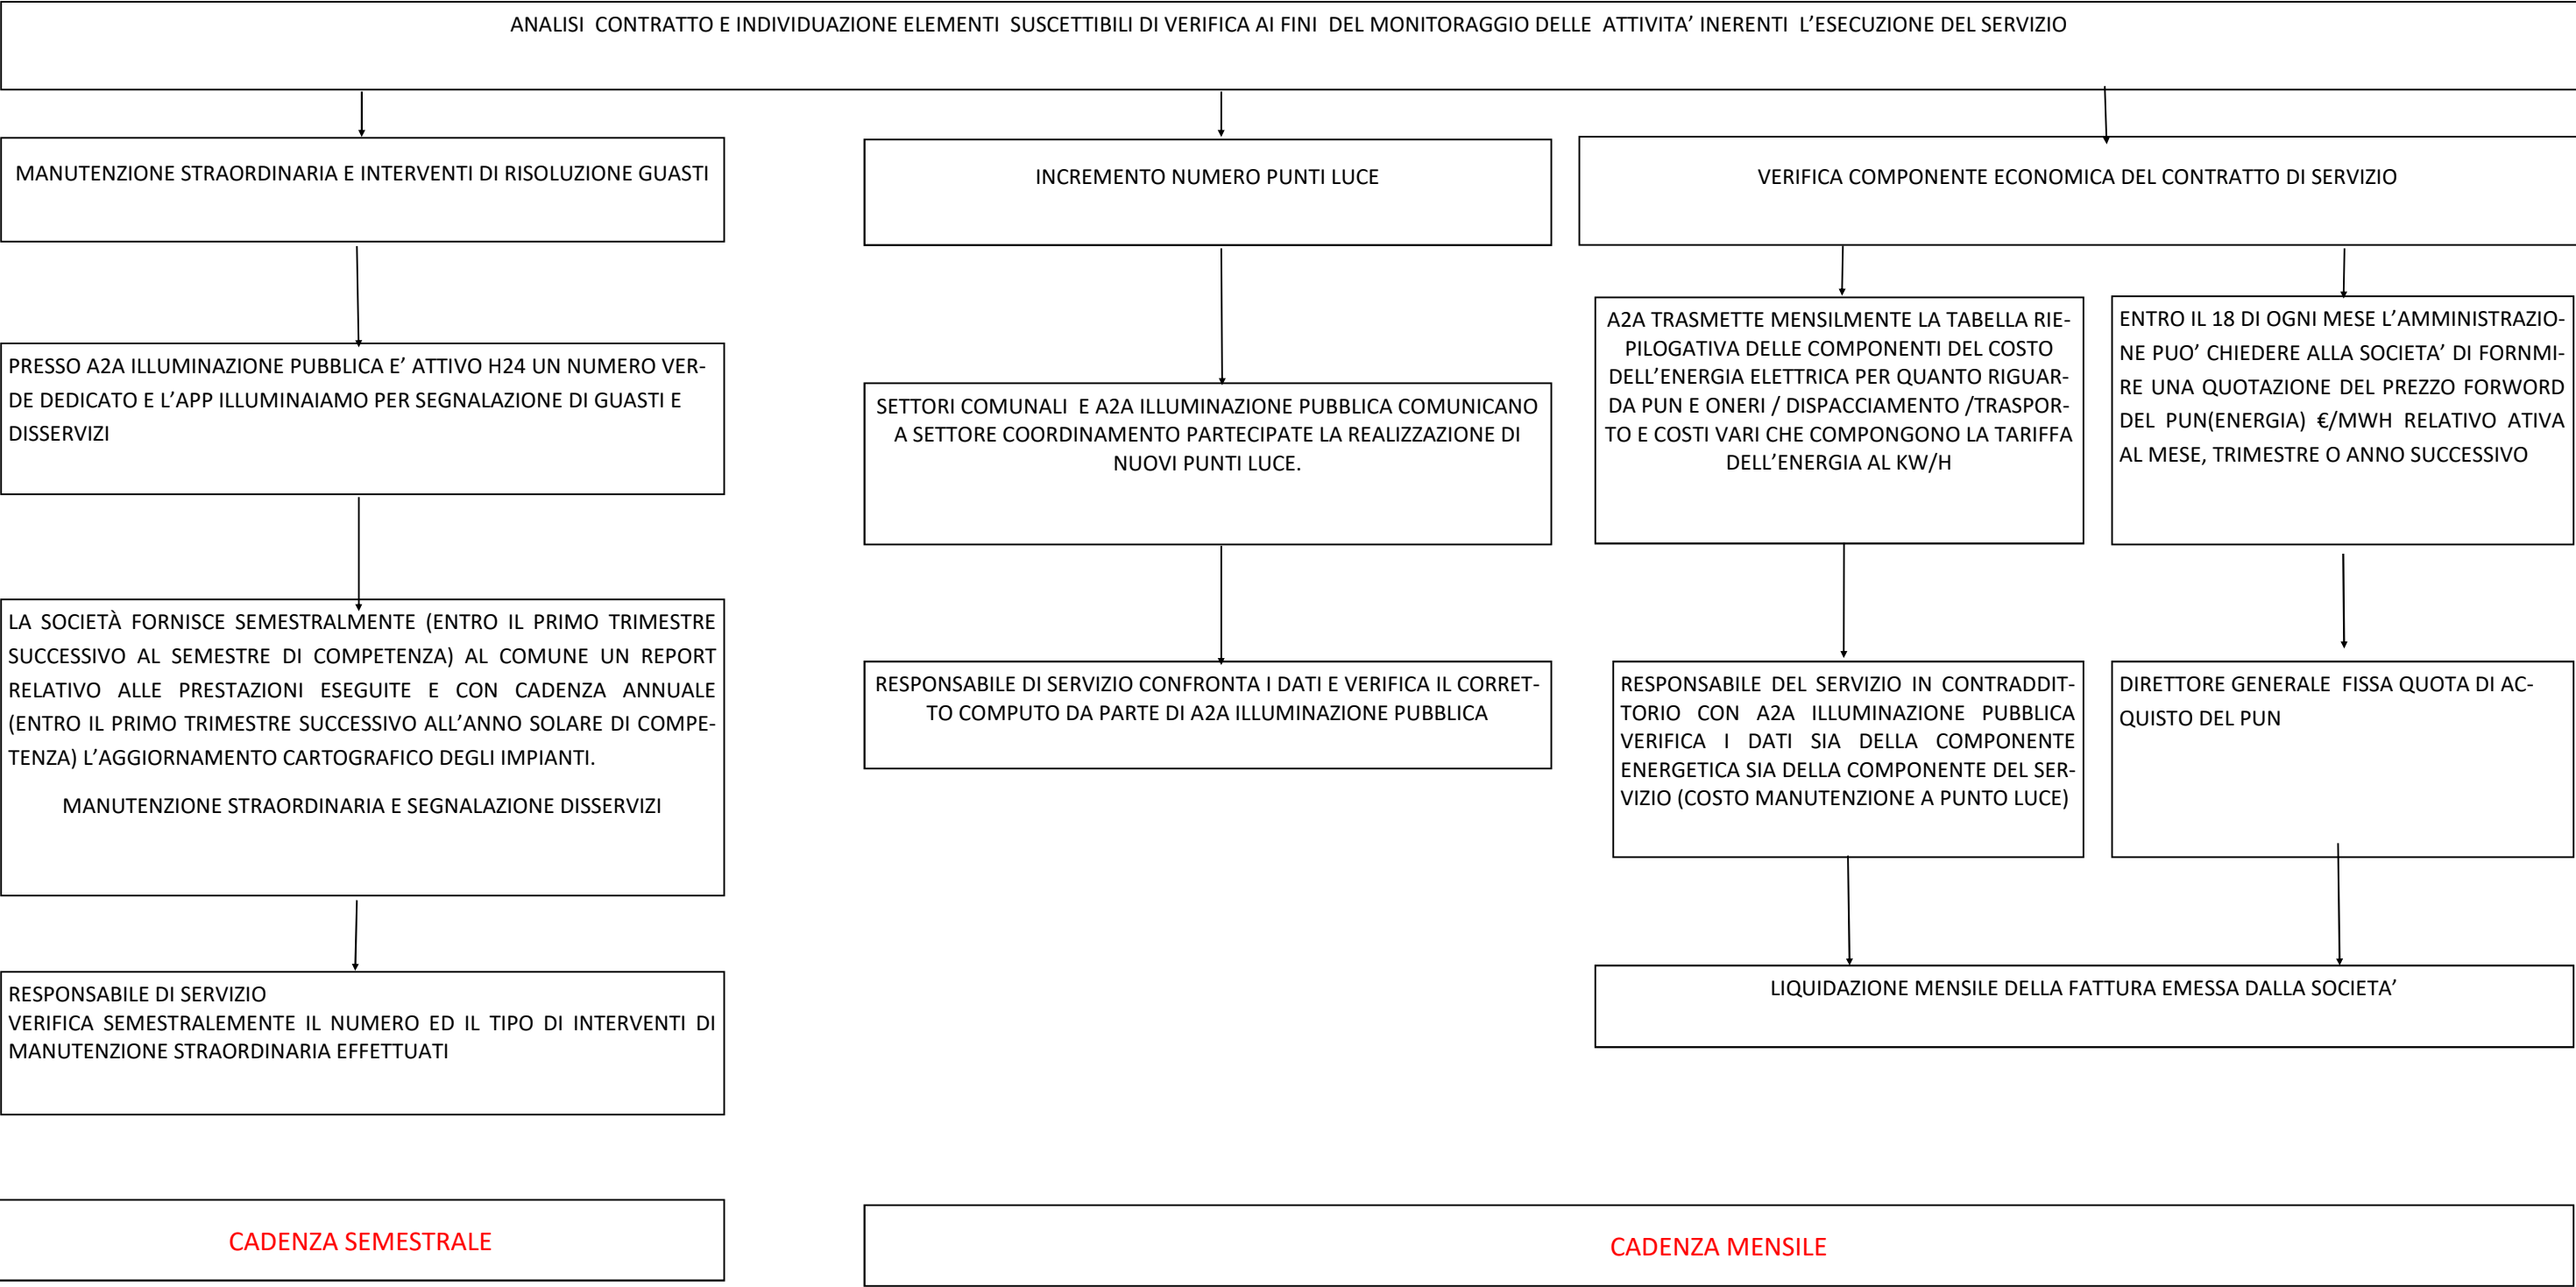 ANALISI CONTRATTO E INDIVIDUAZIONE ELEMENTI SUSCETTIBILI DI VERIFICA AI FINI DEL MONITORAGGIO DELLE ATTIVITA’ INERENTI L’ESECUZIONE DEL SERVIZIO
MANUTENZIONE STRAORDINARIA E INTERVENTI DI RISOLUZIONE GUASTI
PRESSO A2A ILLUMINAZIONE PUBBLICA E’ ATTIVO H24 UN NUMERO VER-
DE DEDICATO E L’APP ILLUMINAIAMO PER SEGNALAZIONE DI GUASTI E
DISSERVIZI
LA SOCIETÀ FORNISCE SEMESTRALMENTE (ENTRO IL PRIMO TRIMESTRE
SUCCESSIVO AL SEMESTRE DI COMPETENZA) AL COMUNE UN REPORT
RELATIVO ALLE PRESTAZIONI ESEGUITE E CON CADENZA ANNUALE
(ENTRO IL PRIMO TRIMESTRE SUCCESSIVO ALL’ANNO SOLARE DI COMPE-
TENZA) L’AGGIORNAMENTO CARTOGRAFICO DEGLI IMPIANTI.
MANUTENZIONE STRAORDINARIA E SEGNALAZIONE DISSERVIZI
RESPONSABILE DI SERVIZIO
VERIFICA SEMESTRALEMENTE IL NUMERO ED IL TIPO DI INTERVENTI DI
MANUTENZIONE STRAORDINARIA EFFETTUATI
CADENZA SEMESTRALE
INCREMENTO NUMERO PUNTI LUCE
SETTORI COMUNALI E A2A ILLUMINAZIONE PUBBLICA COMUNICANO
A SETTORE COORDINAMENTO PARTECIPATE LA REALIZZAZIONE DI
NUOVI PUNTI LUCE.
RESPONSABILE DI SERVIZIO CONFRONTA I DATI E VERIFICA IL CORRET-
TO COMPUTO DA PARTE DI A2A ILLUMINAZIONE PUBBLICA
VERIFICA COMPONENTE ECONOMICA DEL CONTRATTO DI SERVIZIO
A2A TRASMETTE MENSILMENTE LA TABELLA RIE-
PILOGATIVA DELLE COMPONENTI DEL COSTO
DELL’ENERGIA ELETTRICA PER QUANTO RIGUAR-
DA PUN E ONERI / DISPACCIAMENTO /TRASPOR-
TO E COSTI VARI CHE COMPONGONO LA TARIFFA
DELL’ENERGIA AL KW/H
RESPONSABILE DEL SERVIZIO IN CONTRADDIT-
TORIO CON A2A ILLUMINAZIONE PUBBLICA
VERIFICA I DATI SIA DELLA COMPONENTE
ENERGETICA SIA DELLA COMPONENTE DEL SER-
VIZIO (COSTO MANUTENZIONE A PUNTO LUCE)
ENTRO IL 18 DI OGNI MESE L’AMMINISTRAZIO-
NE PUO’ CHIEDERE ALLA SOCIETA’ DI FORNMI-
RE UNA QUOTAZIONE DEL PREZZO FORWORD
DEL PUN(ENERGIA) €/MWH RELATIVO ATIVA
AL MESE, TRIMESTRE O ANNO SUCCESSIVO
DIRETTORE GENERALE FISSA QUOTA DI AC-
QUISTO DEL PUN
LIQUIDAZIONE MENSILE DELLA FATTURA EMESSA DALLA SOCIETA’
CADENZA MENSILE